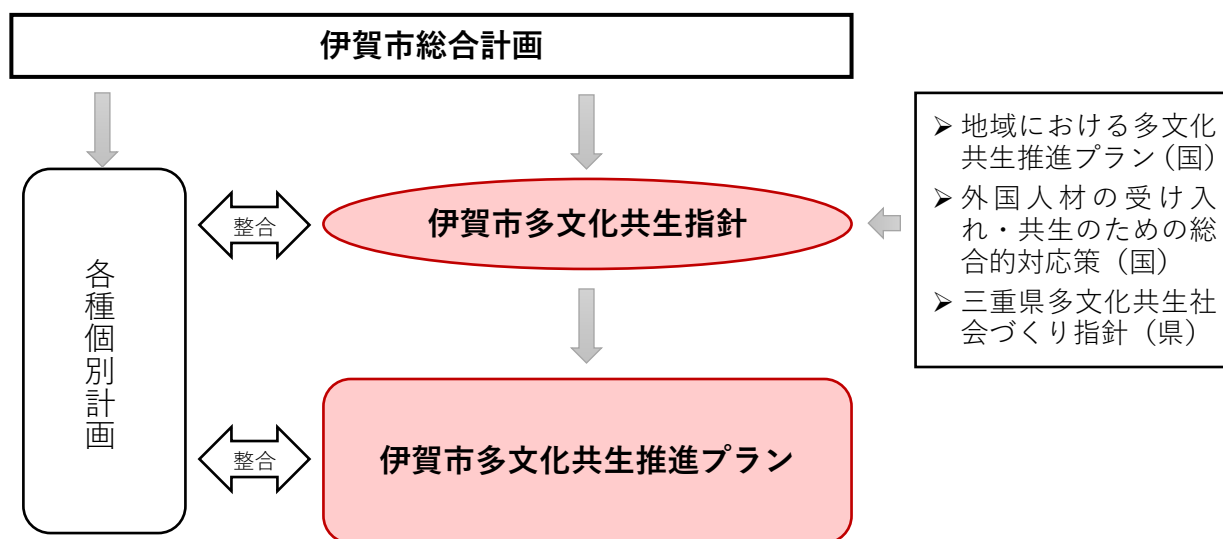 伊賀市総合計画
➢ 地域における多文化
共生推進プラン（国）
➢ 外国人材の受け入
れ・共生のための総
合的対応策（国）
➢ 三重県多文化共生社
会づくり指針（県）
整合
伊賀市多文化共生指針
各種個別計画
整合
伊賀市多文化共生推進プラン